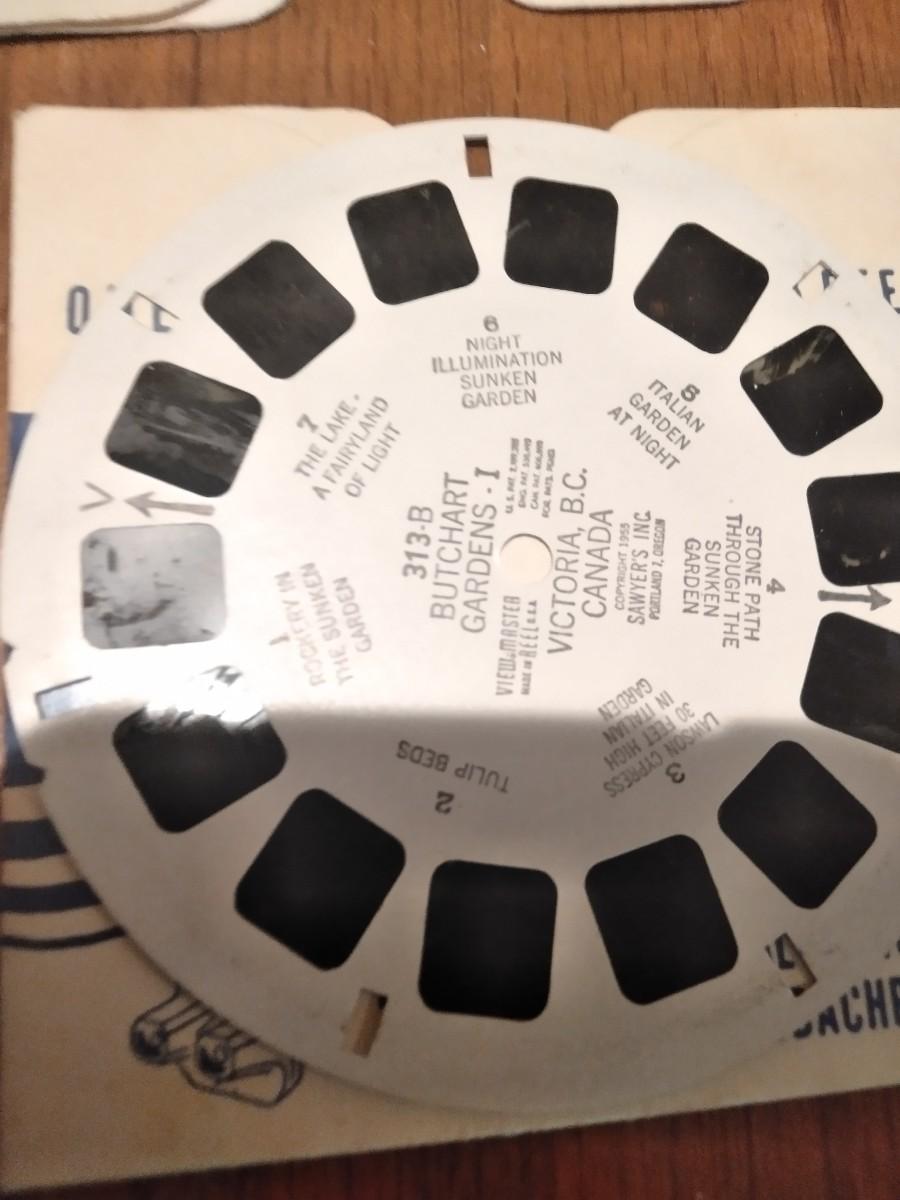 313-B
BUTCHART
GARDENS - I
VICTORIA, B.C.
CANADA
COPYRIGHT 1955
SAWYER'S INC.
PORTLAND 7, OREGON
VIEW-MASTER
REEL
MADE IN U.S.A.
1
ROCKERY IN
THE SUNKEN
GARDEN
2
TULIP BEDS
3
LAWSON CYPRESS
30 FEET HIGH
IN ITALIAN
GARDEN
4
STONE PATH
THROUGH THE
SUNKEN
GARDEN
ITALIAN
GARDEN
AT NIGHT
6
NIGHT
ILLUMINATION
SUNKEN
GARDEN
7
THE LAKE,
A FAIRYLAND
OF LIGHT